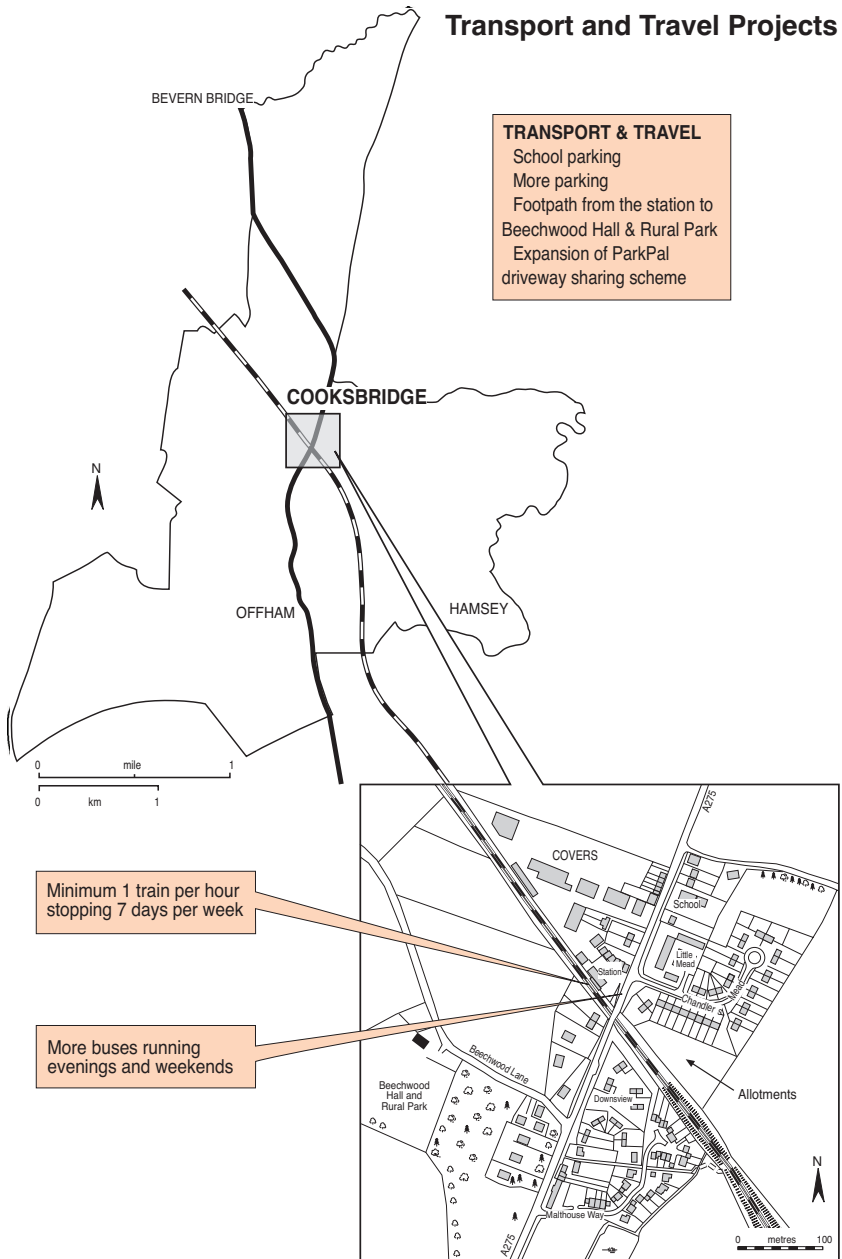 Transport and Travel Projects
BEVERN BRIDGE
TRANSPORT & TRAVEL
School parking
More parking
Footpath from the station to
Beechwood Hall & Rural Park
Expansion of ParkPal
driveway sharing scheme
COOKSBRIDGE
N
OFFHAM
HAMSEY
0 mile 1
0 km 1
A275
COVERS
Minimum 1 train per hour
stopping 7 days per week
School
Little
Mead
Station
Chandlers
Mead
More buses running
evenings and weekends
Beechwood Lane
Beechwood
Hall and
Rural Park
Downsview
Allotments
N
Malthouse Way
A275
0 metres 100